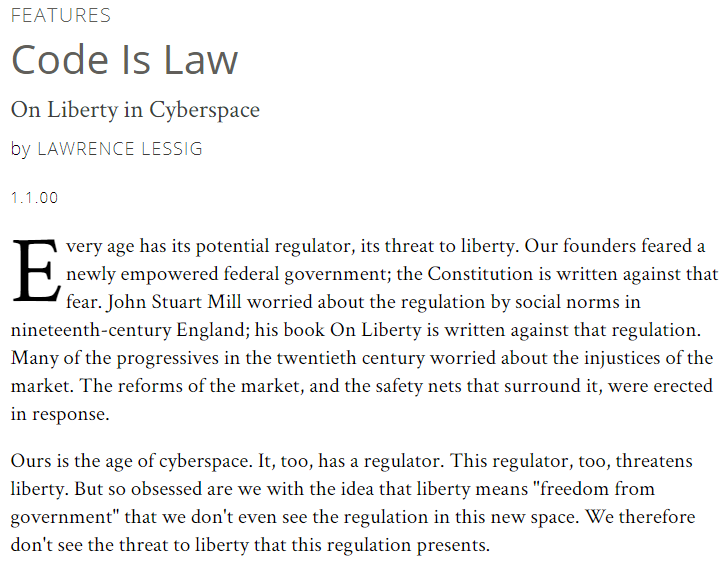 FEATURES
Code Is Law
On Liberty in Cyberspace
by LAWRENCE LESSIG
1.1.00
Every age has its potential regulator, its threat to liberty. Our founders feared a
newly empowered federal government; the Constitution is written against that
fear. John Stuart Mill worried about the regulation by social norms in
nineteenth-century England; his book On Liberty is written against that regulation.
Many of the progressives in the twentieth century worried about the injustices of the
market. The reforms of the market, and the safety nets that surround it, were erected
in response.
Ours is the age of cyberspace. It, too, has a regulator. This regulator, too, threatens
liberty. But so obsessed are we with the idea that liberty means "freedom from
government" that we don't even see the regulation in this new space. We therefore
don't see the threat to liberty that this regulation presents.